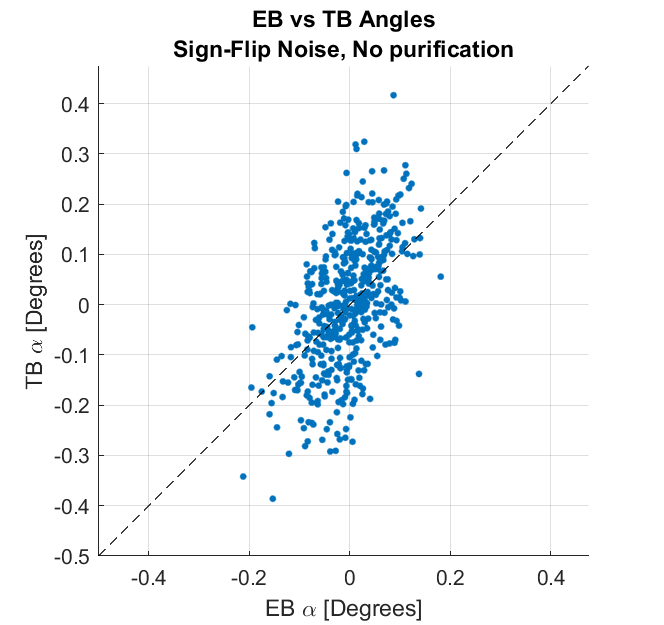 EB vs TB Angles
Sign-Flip Noise, No purification
0.4
0.3
0.2
0.1
0
-0.1
-0.2
-0.3
-0.4
-0.5
TB α [Degrees]
-0.4 -0.2 0 0.2 0.4
EB α [Degrees]